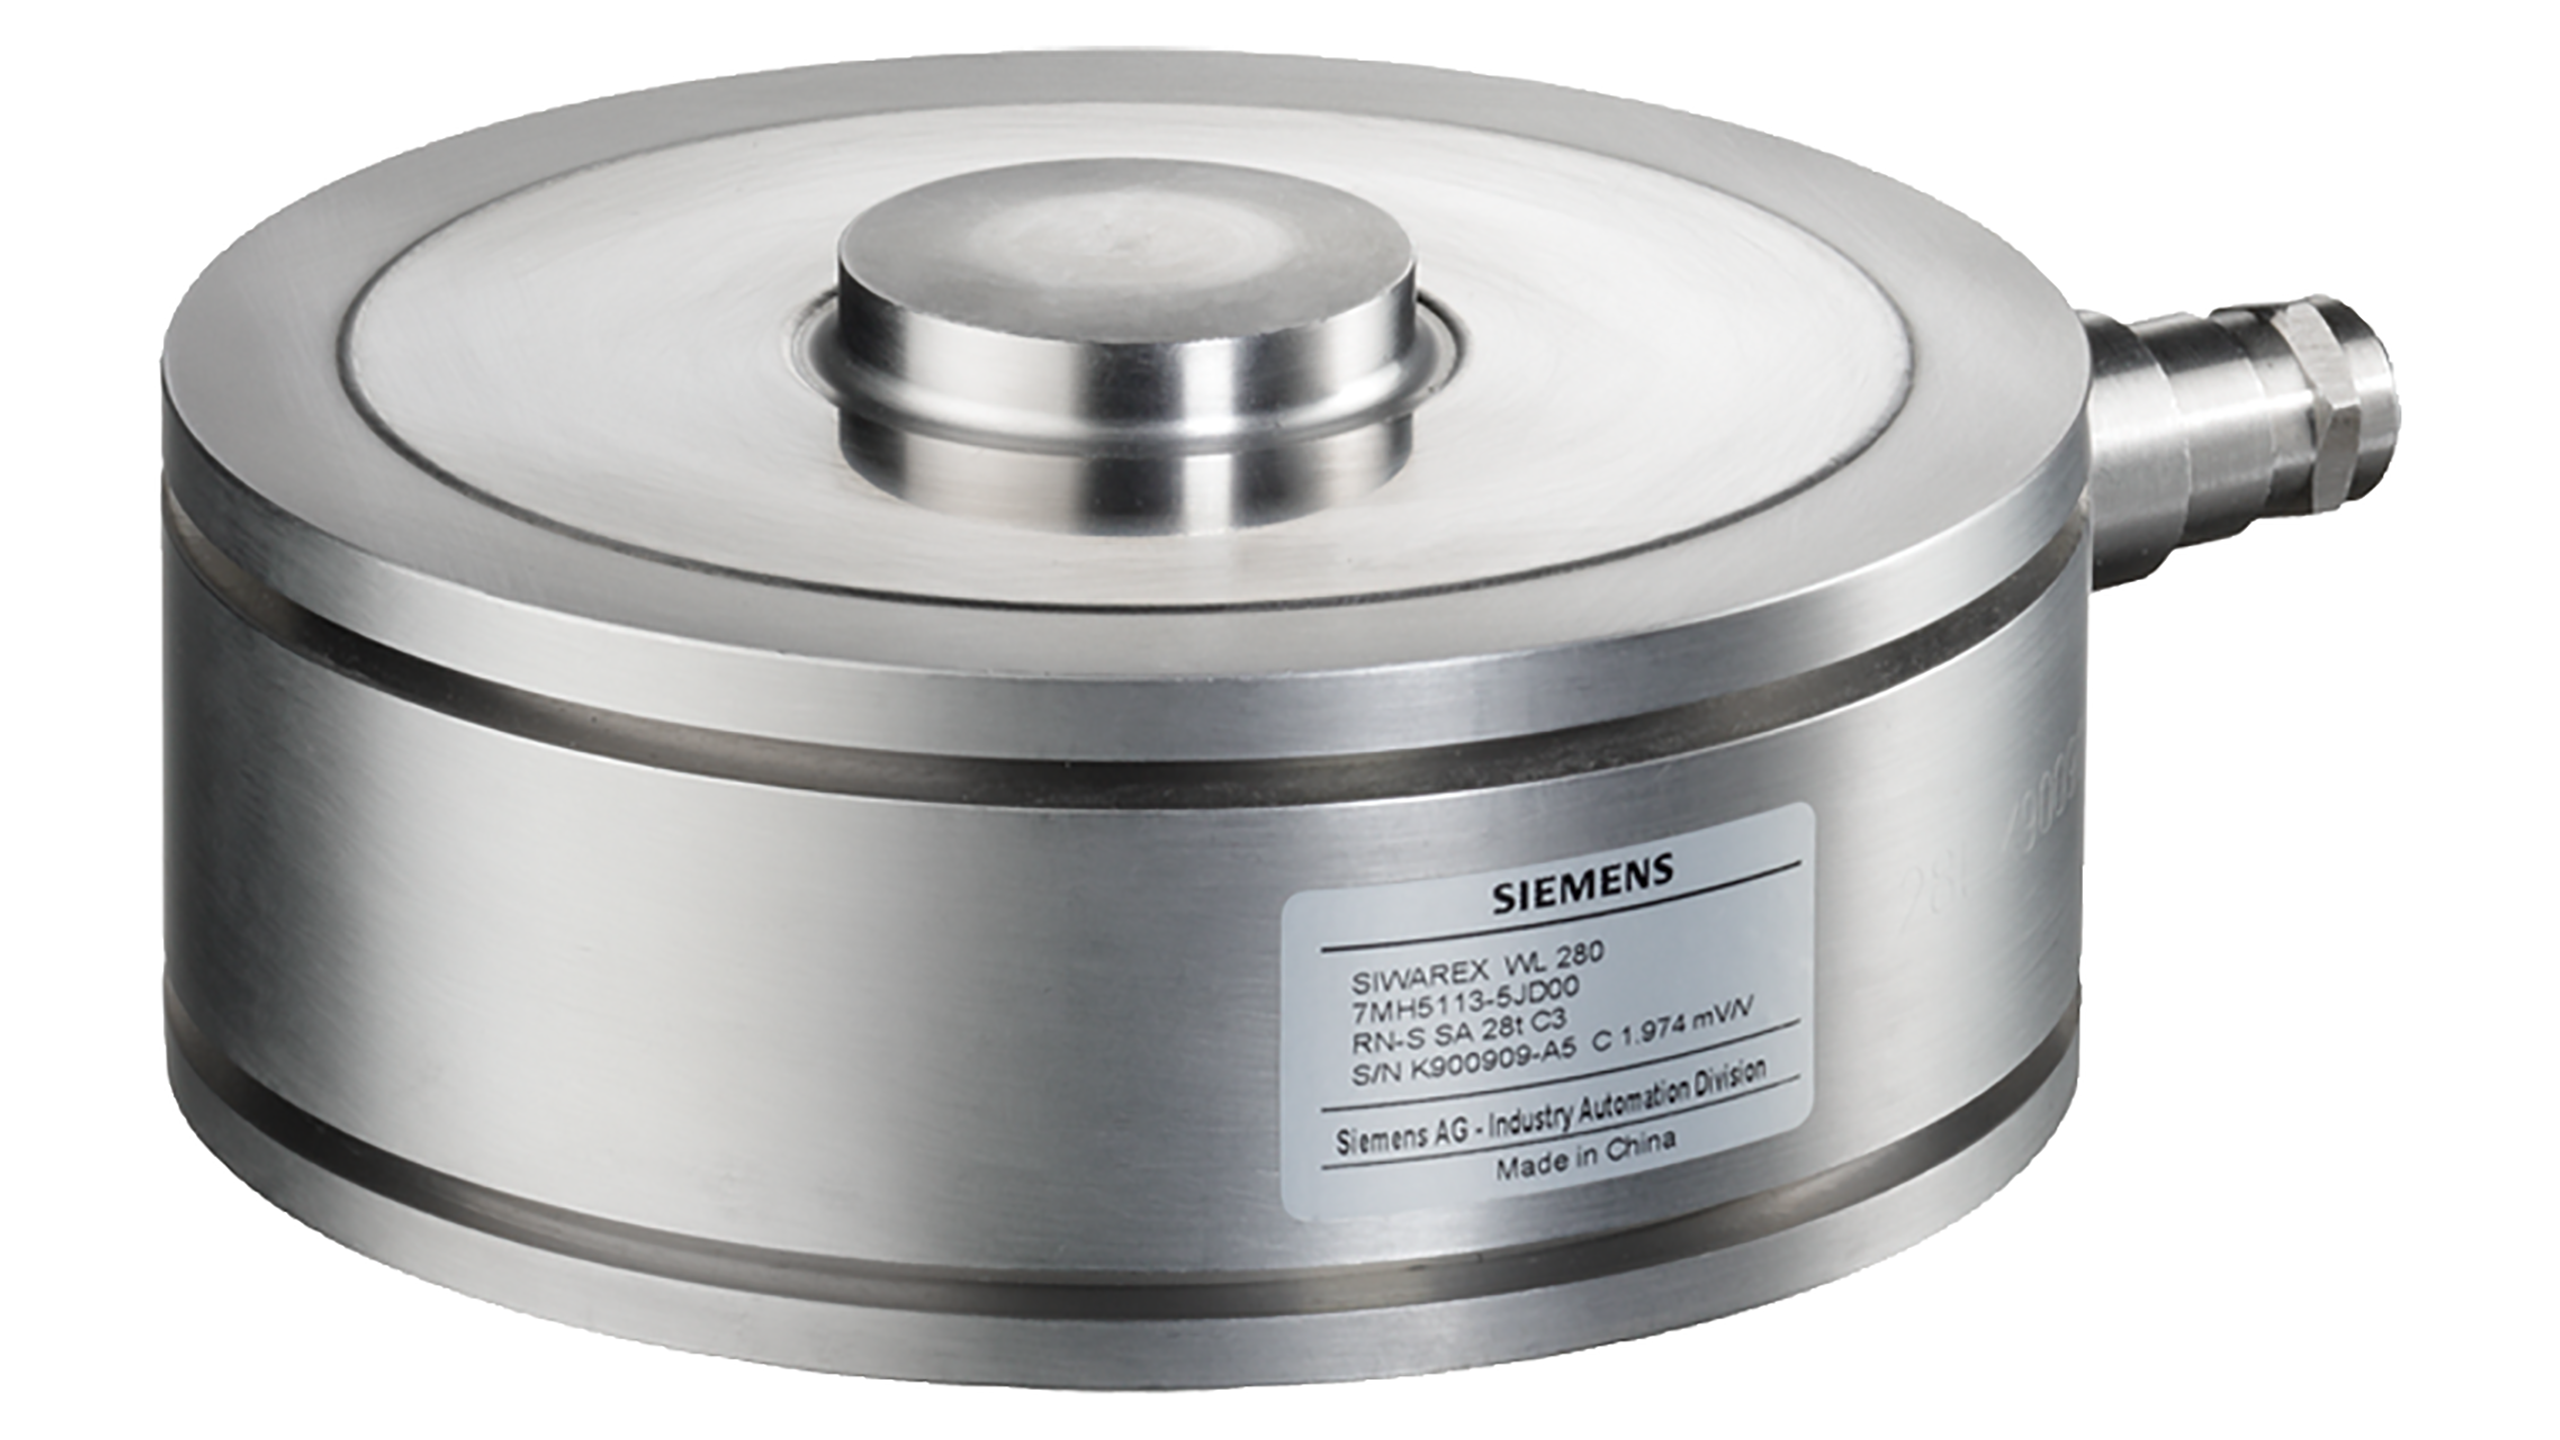 SIEMENS
SIWAREX WL 280
7MH5113-5JD00
RN-S SA 28t C3
S/N K900909-A5 C 1.974 mV/V
Siemens AG - Industry Automation Division
Made in China